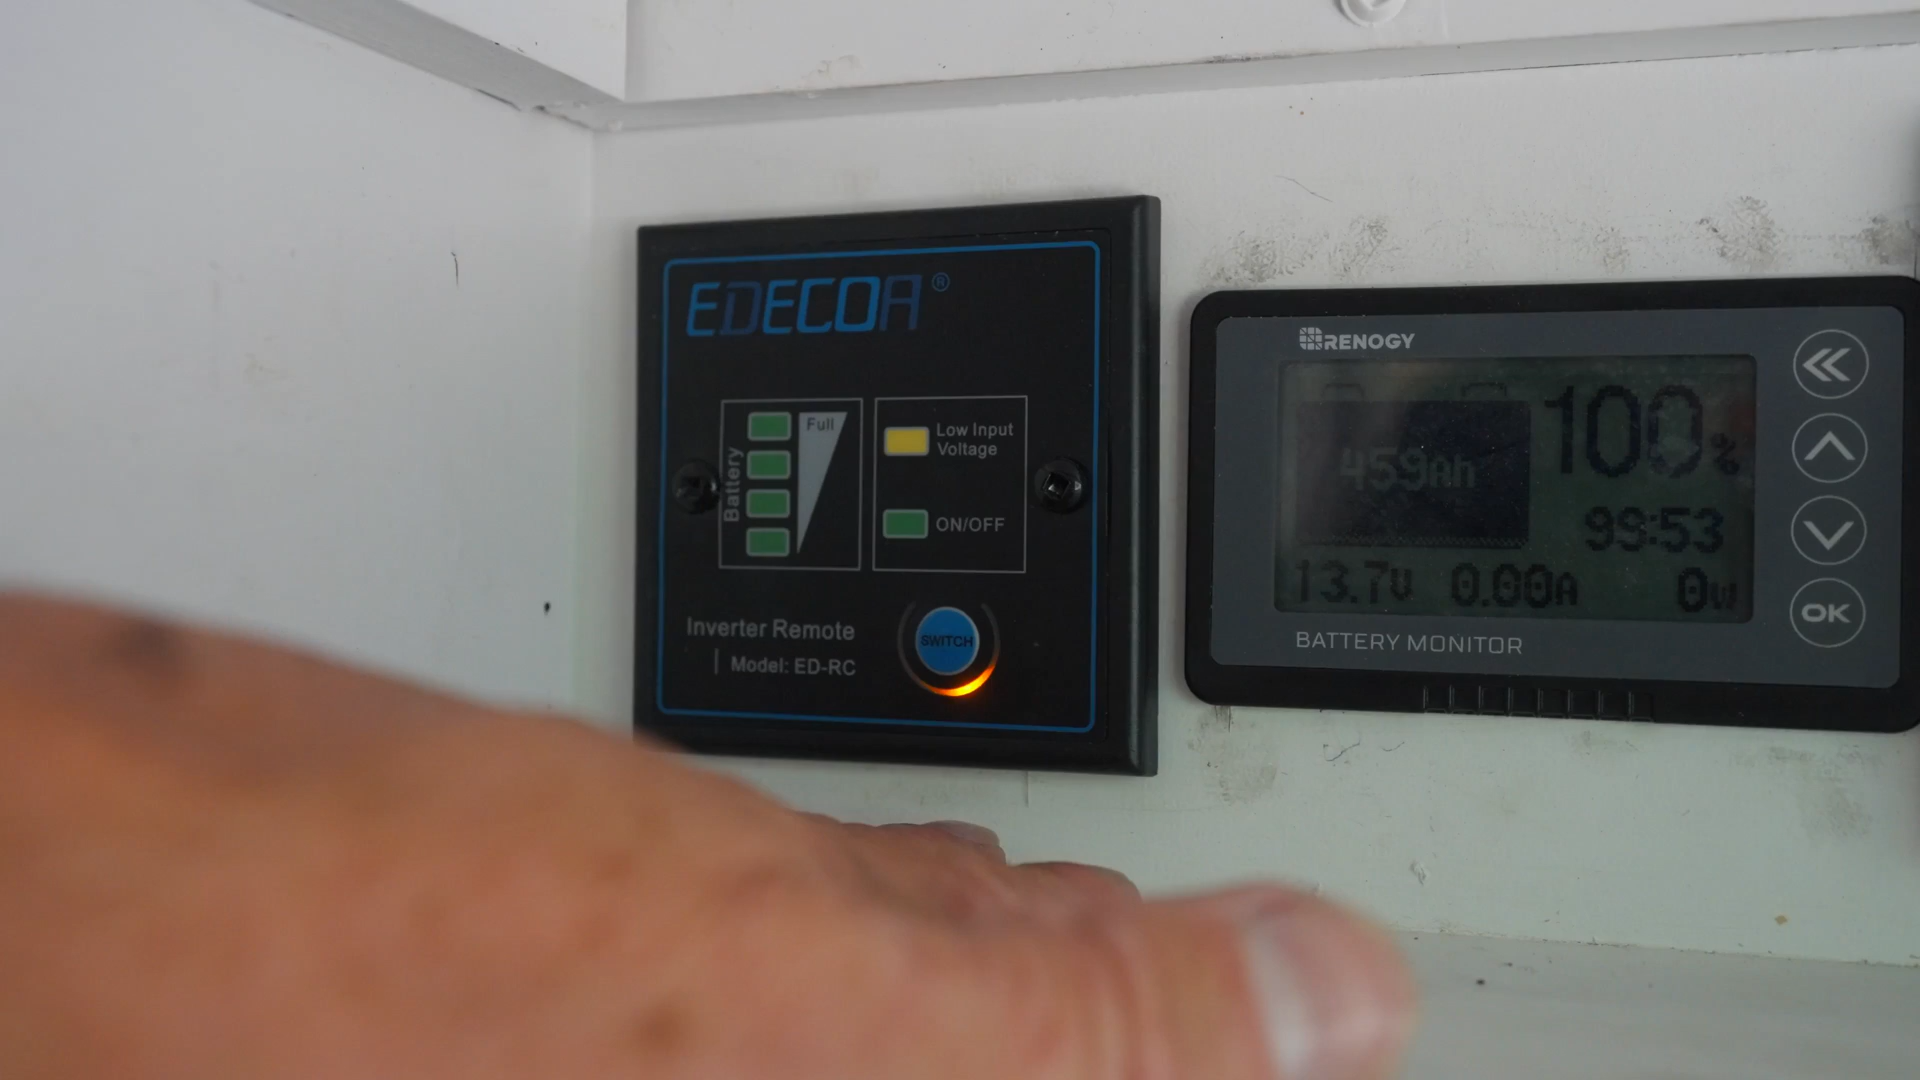 EDECOA®
Battery
Full
Low Input
Voltage
ON/OFF
Inverter Remote
Model: ED-RC
SWITCH
RENOGY
459Ah
100%
99:53
13.7V 0.00A 0W
BATTERY MONITOR
OK